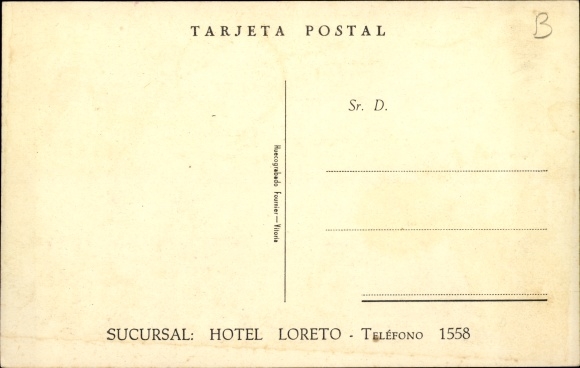 TARJETA POSTAL
B
Sr. D.
Huecograbado Fournier—Vitoria
SUCURSAL: HOTEL LORETO - TELÉFONO 1558